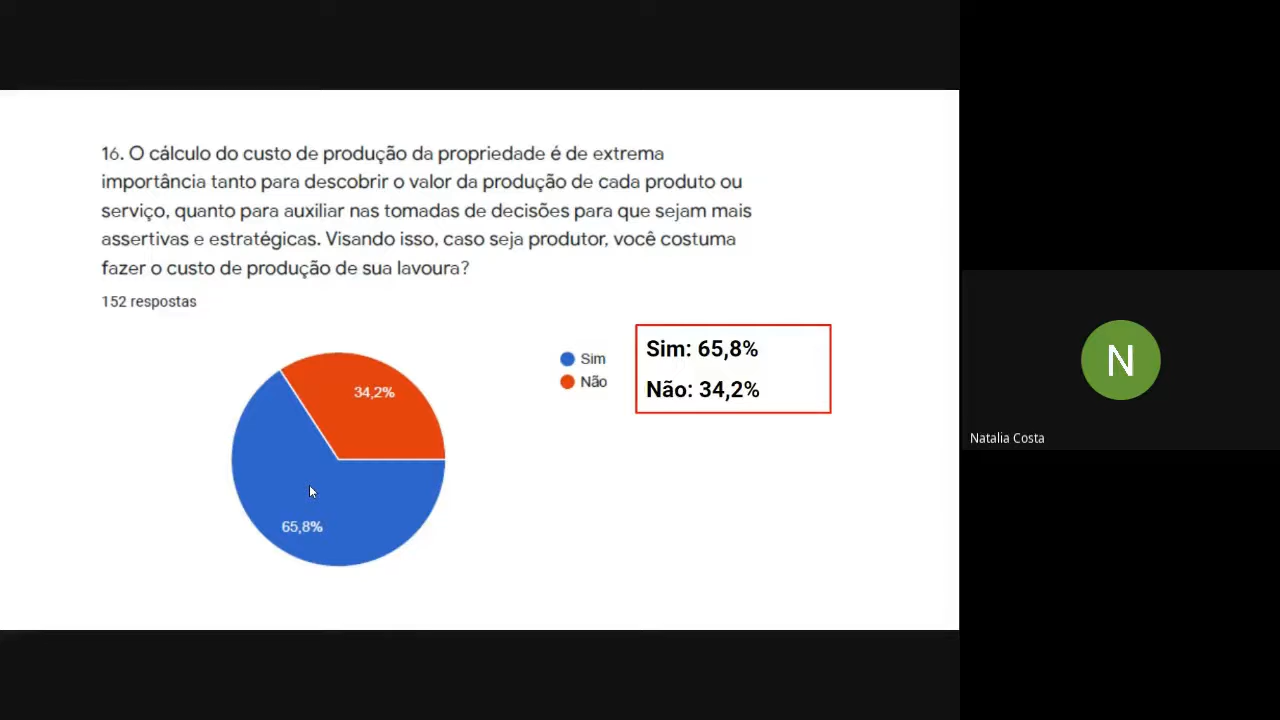 16. O cálculo do custo de produção da propriedade é de extrema
importância tanto para descobrir o valor da produção de cada produto ou
serviço, quanto para auxiliar nas tomadas de decisões para que sejam mais
assertivas e estratégicas. Visando isso, caso seja produtor, você costuma
fazer o custo de produção de sua lavoura?
152 respostas
Sim
Não
Sim: 65,8%
Não: 34,2%
34,2%
65,8%
N
Natalia Costa